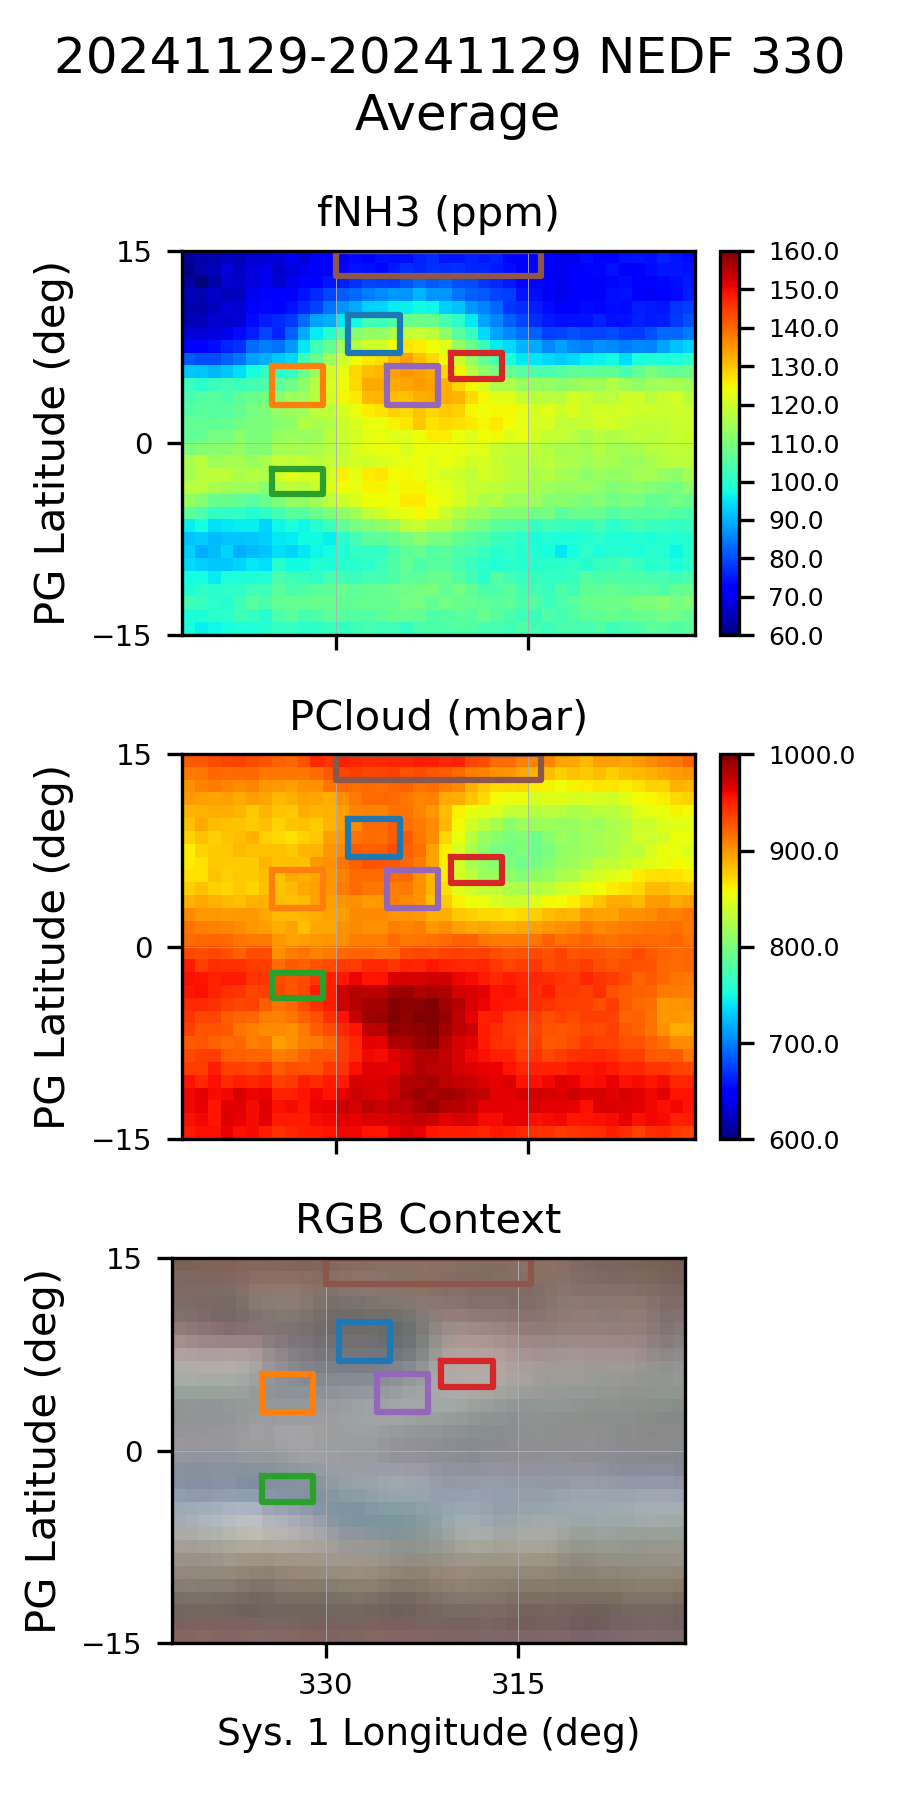 20241129-20241129 NEDF 330
Average
fNH3 (ppm)
PG Latitude (deg)
15
0
−15
160.0
150.0
140.0
130.0
120.0
110.0
100.0
90.0
80.0
70.0
60.0
PCloud (mbar)
PG Latitude (deg)
15
0
−15
1000.0
900.0
800.0
700.0
600.0
RGB Context
PG Latitude (deg)
15
0
−15
330 315
Sys. 1 Longitude (deg)